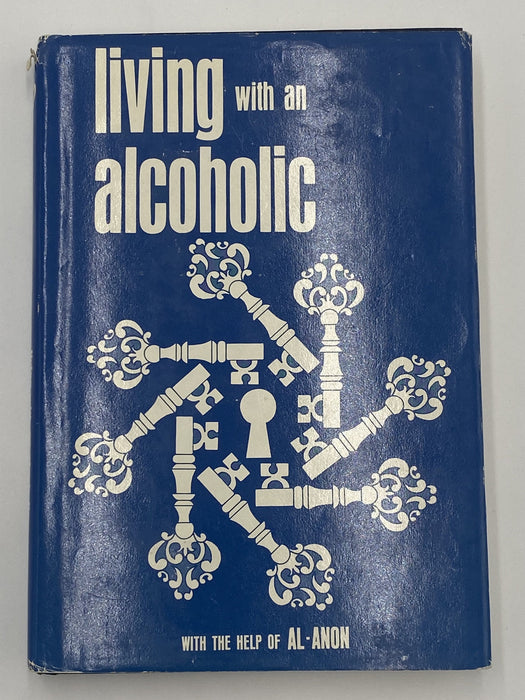 living with an
alcoholic
WITH THE HELP OF AL-ANON